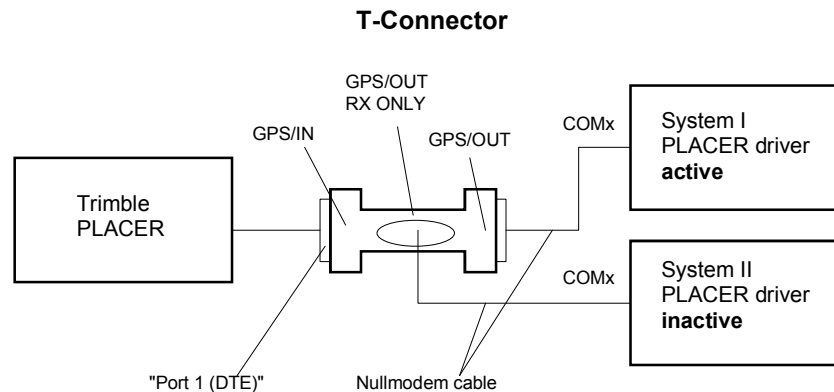 T-Connector
GPS/OUT
RX ONLY
GPS/IN
GPS/OUT
COMx
System I
PLACER driver
active
Trimble
PLACER
COMx
System II
PLACER driver
inactive
"Port 1 (DTE)"
Nullmodem cable